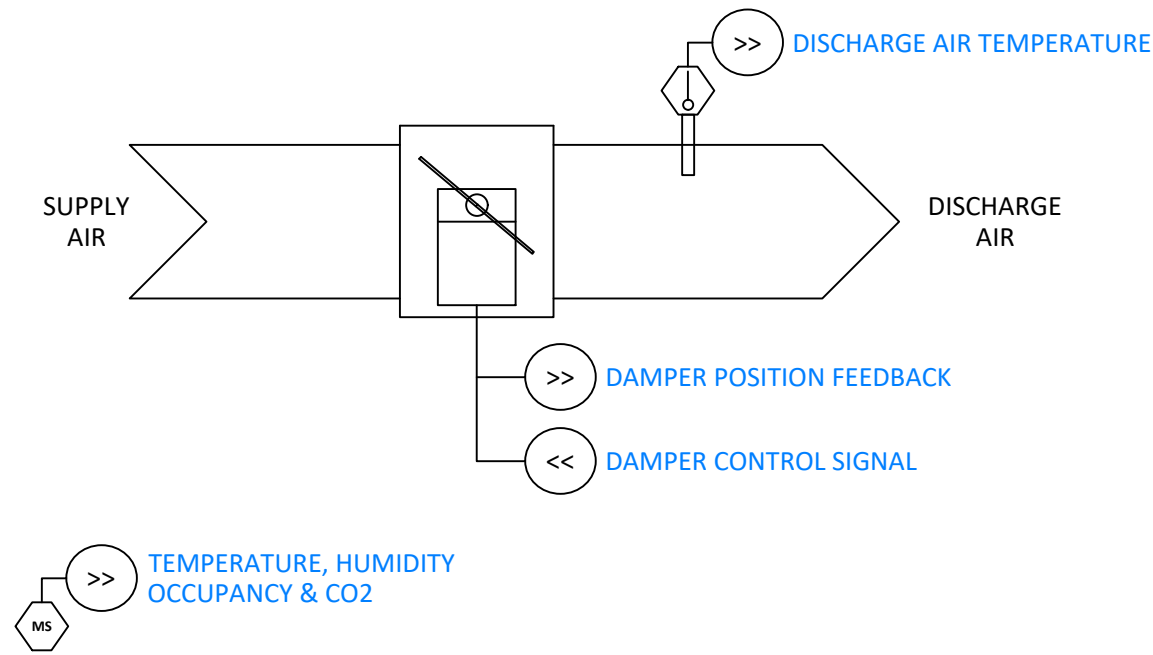 >> DISCHARGE AIR TEMPERATURE
SUPPLY
AIR
DISCHARGE
AIR
>> DAMPER POSITION FEEDBACK
<< DAMPER CONTROL SIGNAL
>> TEMPERATURE, HUMIDITY
OCCUPANCY & CO2
MS